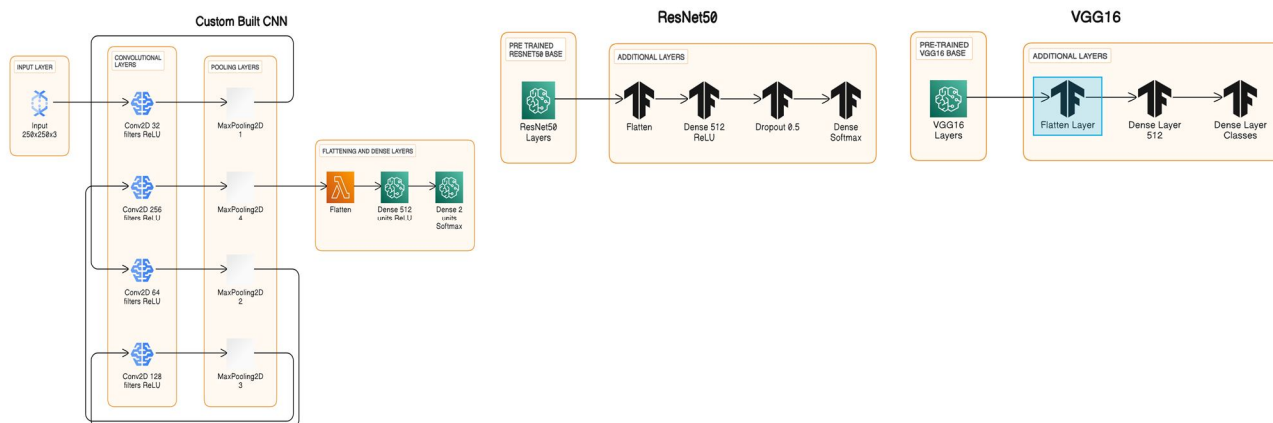 Custom Built CNN
INPUT LAYER
Input
250x250x3
CONVOLUTIONAL
LAYERS
Conv2D 32
filters ReLU
Conv2D 256
filters ReLU
Conv2D 64
filters ReLU
Conv2D 128
filters ReLU
POOLING LAYERS
MaxPooling2D
1
MaxPooling2D
4
MaxPooling2D
2
MaxPooling2D
3
FLATTENING AND DENSE LAYERS
Flatten
Dense 512
units ReLU
Dense 2
units
Softmax
ResNet50
PRE TRAINED
RESNET50 BASE
ResNet50
Layers
ADDITIONAL LAYERS
Flatten
Dense 512
ReLU
Dropout 0.5
Dense
Softmax
VGG16
PRE-TRAINED
VGG16 BASE
VGG16
Layers
ADDITIONAL LAYERS
Flatten Layer
Dense Layer
512
Dense Layer
Classes